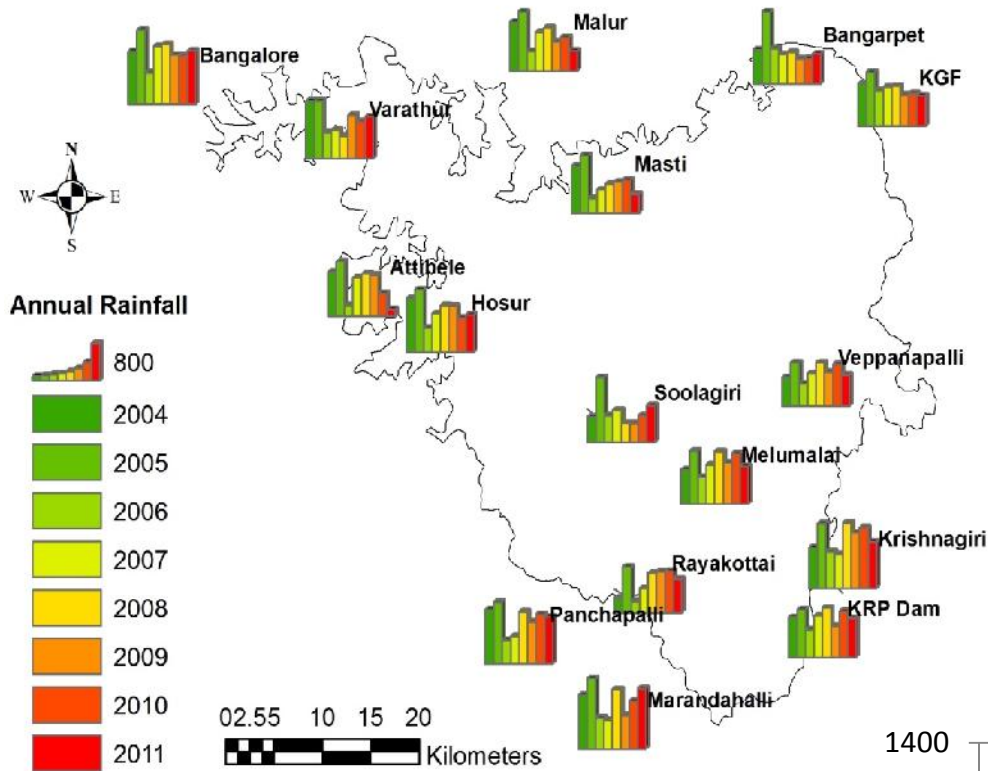 Malur
Bangarpet
Bangalore
KGF
Varathur
N
Masti
W E
S
Attibele
Annual Rainfall
Hosur
800
Veppanapalli
Soolagiri
2004
2005
Melumalai
2006
Krishnagiri
2007
Rayakottai
2008
Panchapalli
KRP Dam
2009
Marandahalli
2010
02.55 10 15 20
Kilometers
2011
1400